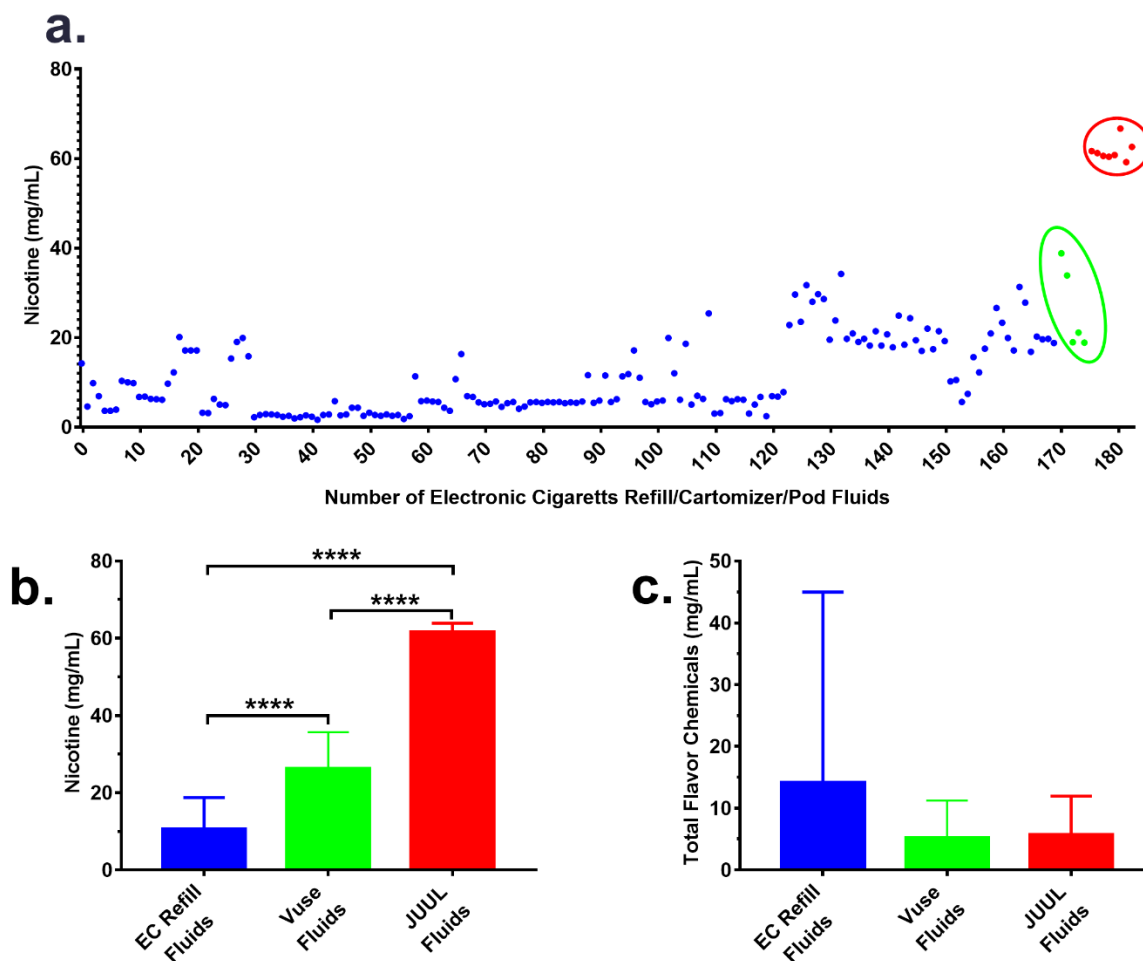 a.
Nicotine (mg/mL)
80
60
40
20
0
0 10 20 30 40 50 60 70 80 90 100 110 120 130 140 150 160 170 180
Number of Electronic Cigaretts Refill/Cartomizer/Pod Fluids
b.
Nicotine (mg/mL)
80
60
40
20
0
****
****
****
EC Refill
Fluids
Vuse
Fluids
JUUL
Fluids
c.
Total Flavor Chemicals (mg/mL)
50
40
30
20
10
0
EC Refill
Fluids
Vuse
Fluids
JUUL
Fluids